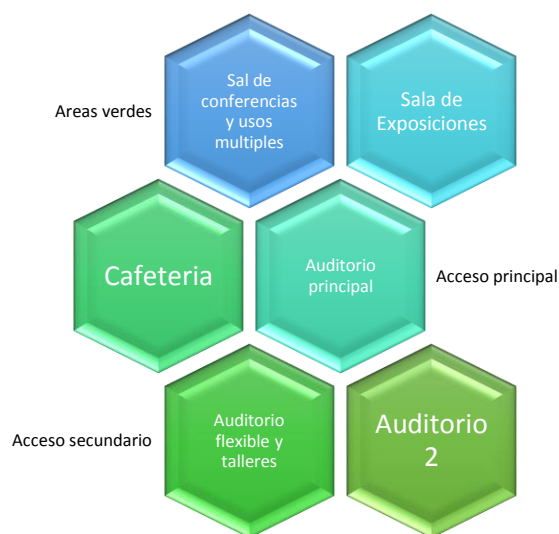 Areas verdes
Sal de
conferencias
y usos
multiples
Sala de
Exposiciones
Cafeteria
Auditorio
principal
Acceso principal
Acceso secundario
Auditorio
flexible y
talleres
Auditorio
2